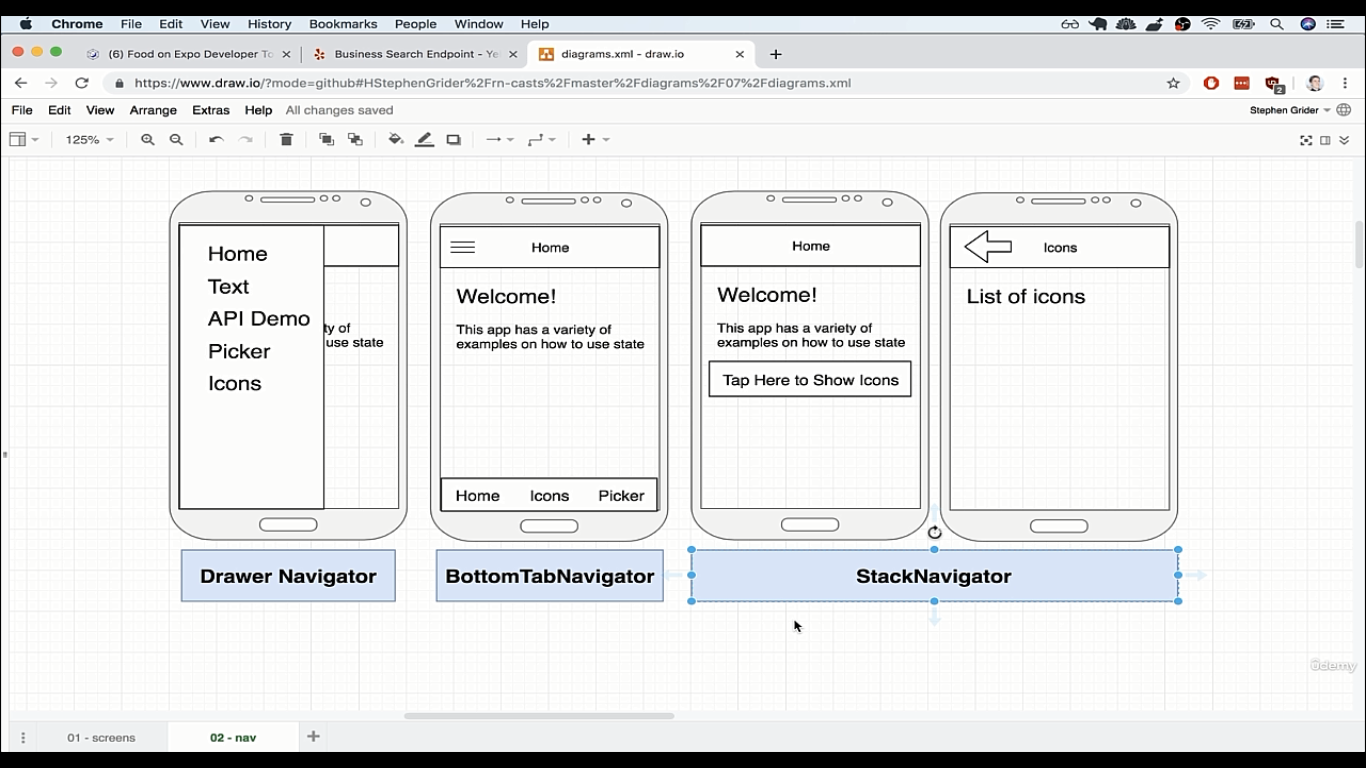 Chrome File Edit View History Bookmarks People Window Help
(6) Food on Expo Developer To
Business Search Endpoint - Ye
diagrams.xml - draw.io
https://www.draw.io/?mode=github#HStephenGrider%2Frn-casts%2Fmaster%2Fdiagrams%2F07%2Fdiagrams.xml
2
File Edit View Arrange Extras Help All changes saved
Stephen Grider
125%
Home
Text
API Demo
Picker
Icons
ty of
use state
Drawer Navigator
Home
Welcome!
This app has a variety of
examples on how to use state
Home Icons Picker
BottomTabNavigator
Home
Welcome!
This app has a variety of
examples on how to use state
Tap Here to Show Icons
Icons
List of icons
StackNavigator
ûdemy
01 - screens
02 - nav